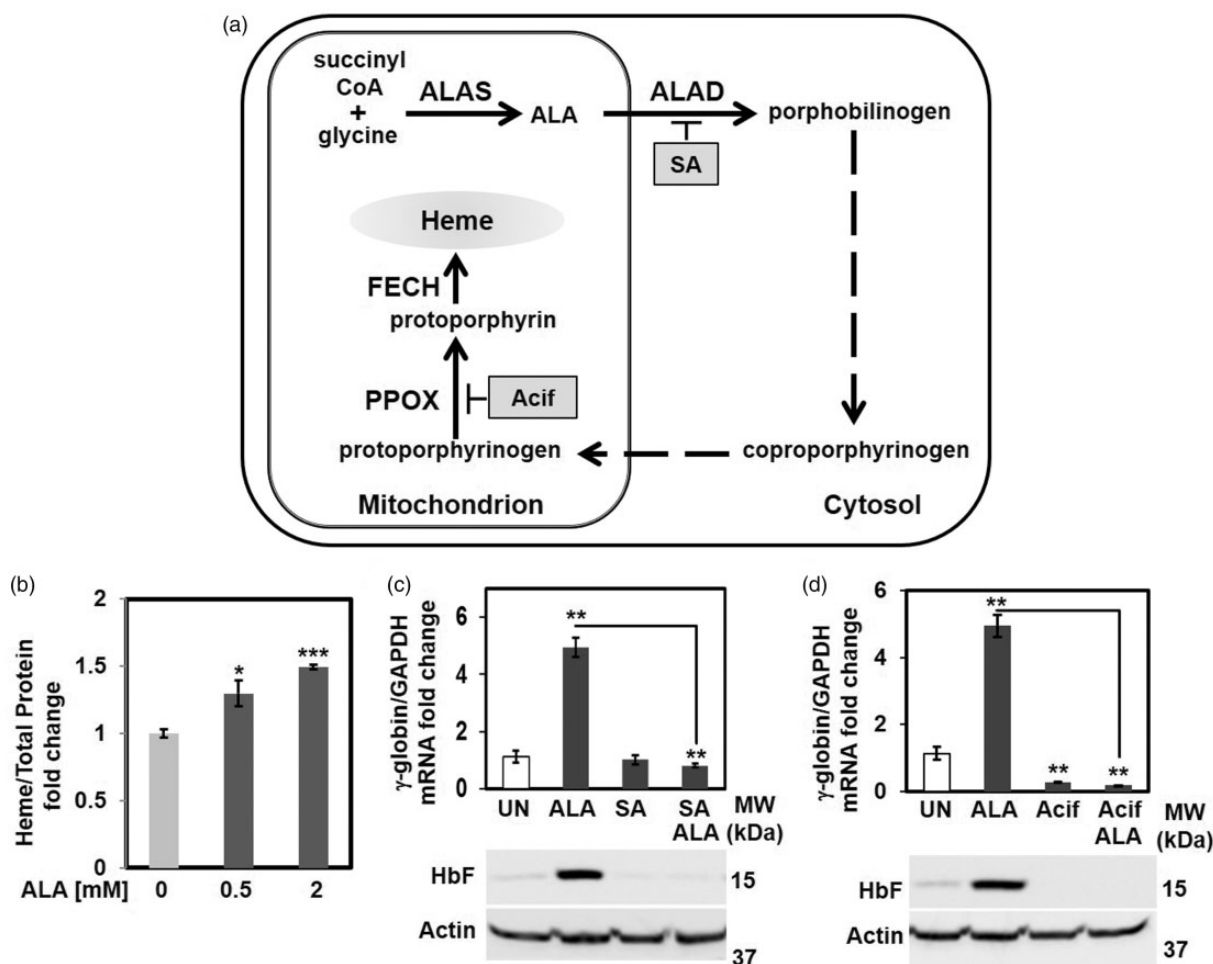 (a)
succinyl
CoA
+
glycine
ALAS
ALA
ALAD
porphobilinogen
SA
Heme
FECH
protoporphyrin
PPOX
Acif
protoporphyrinogen
coproporphyrinogen
Mitochondrion
Cytosol
(b)
Heme/Total Protein
fold change
2
1.5
1
0.5
0
*
***
ALA [mM]
0
0.5
2
(c)
γ-globin/GAPDH
mRNA fold change
6
4
2
0
**
**
UN
ALA
SA
SA
ALA
MW
(kDa)
HbF
15
Actin
37
(d)
γ-globin/GAPDH
mRNA fold change
6
4
2
0
**
**
**
UN
ALA
Acif
Acif
ALA
MW
(kDa)
HbF
15
Actin
37